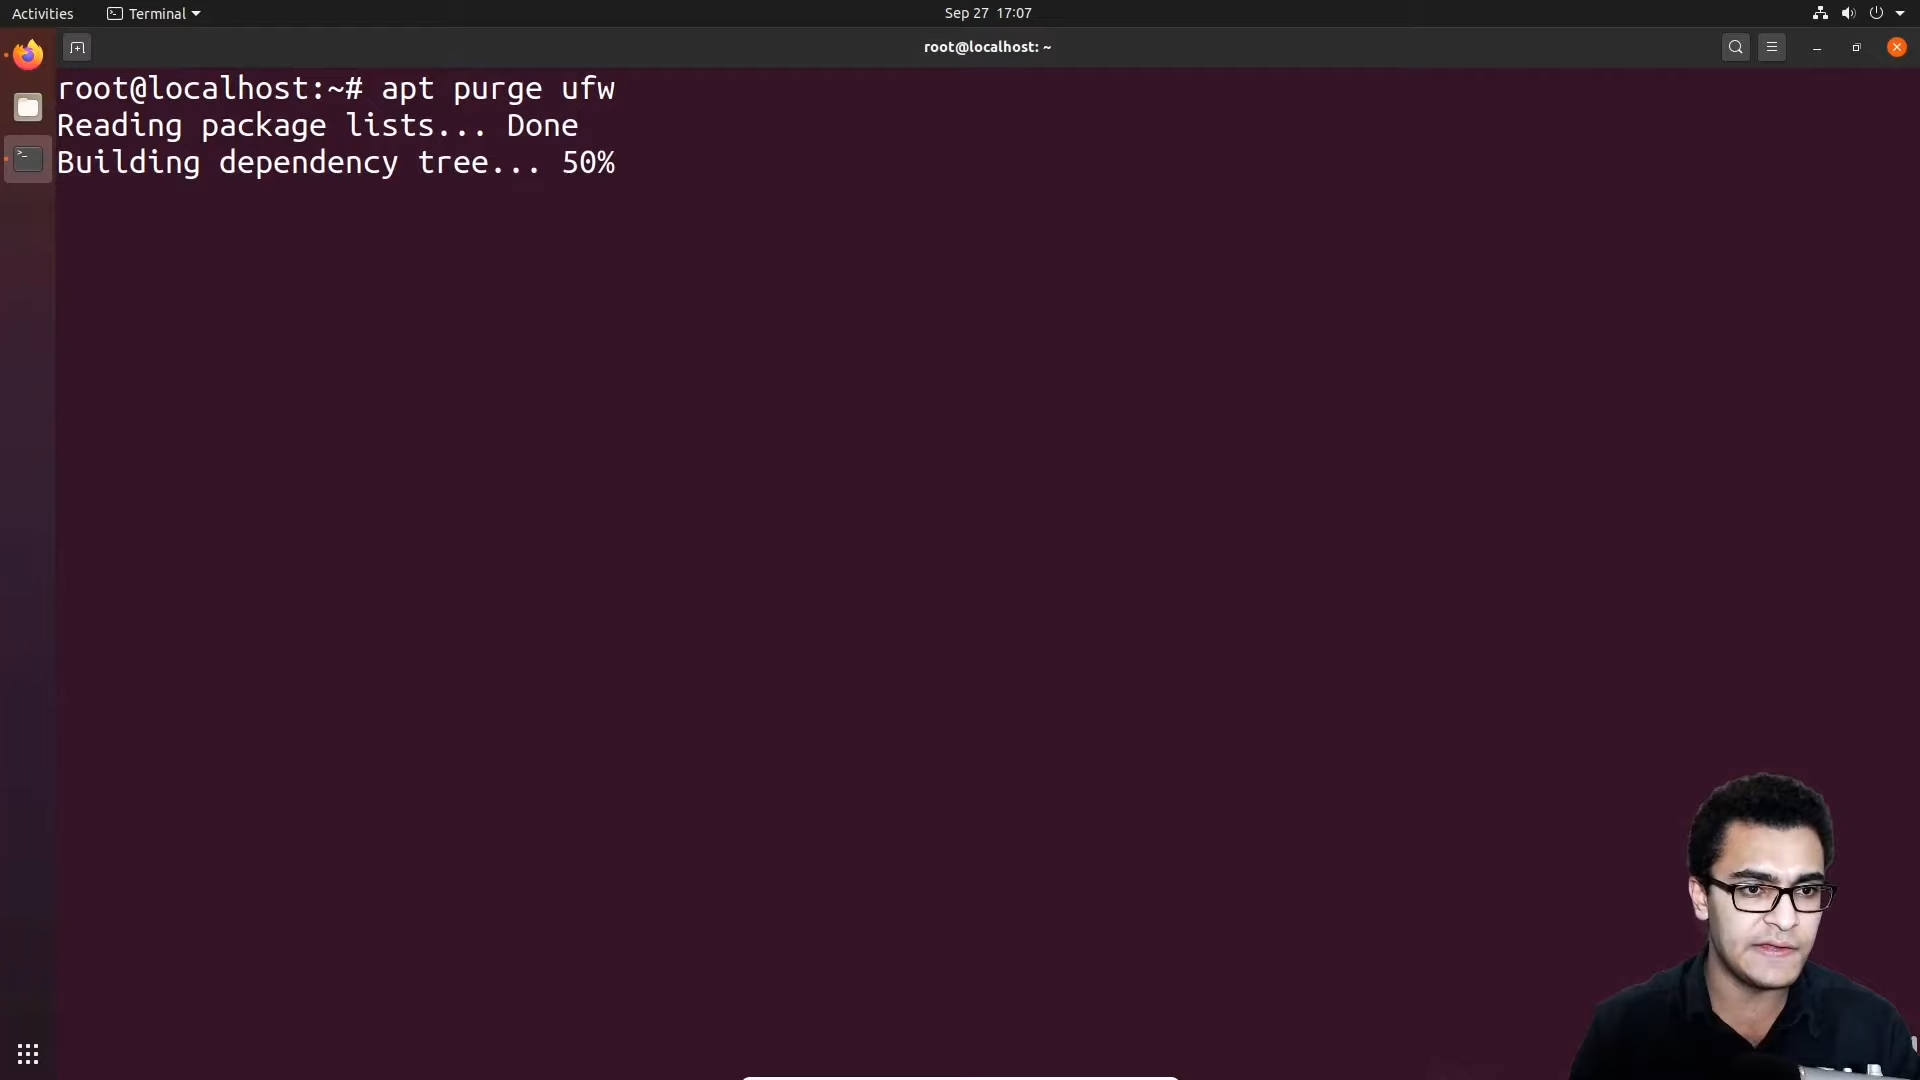 Activities
Terminal
Sep 27 17:07
root@localhost: ~
root@localhost:~# apt purge ufw
Reading package lists... Done
Building dependency tree... 50%